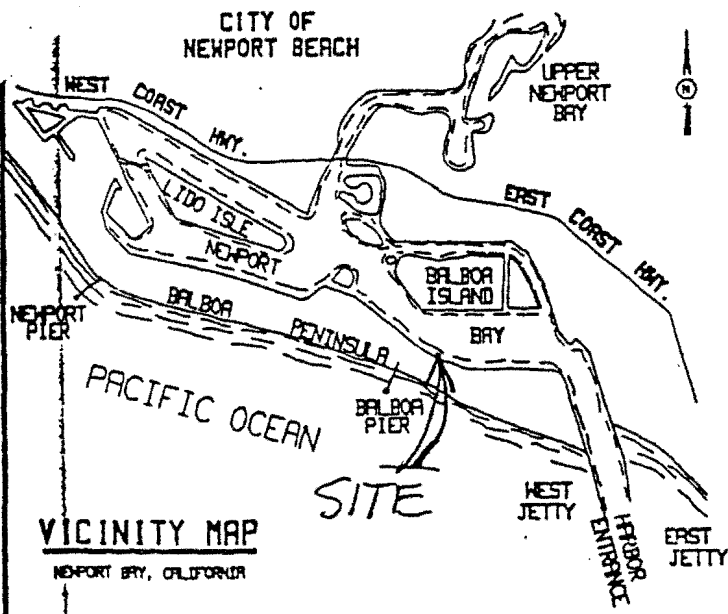 CITY OF
NEWPORT BEACH
UPPER
NEWPORT
BAY
N
WEST COAST HWY.
EAST COAST HWY.
LIDO ISLE
NEWPORT
BALBOA
ISLAND
BAY
NEWPORT
PIER
BALBOA
PENINSULA
BALBOA
PIER
PACIFIC OCEAN
SITE
WEST
JETTY
HARBOR
ENTRANCE
EAST
JETTY
VICINITY MAP
NEWPORT BAY, CALIFORNIA